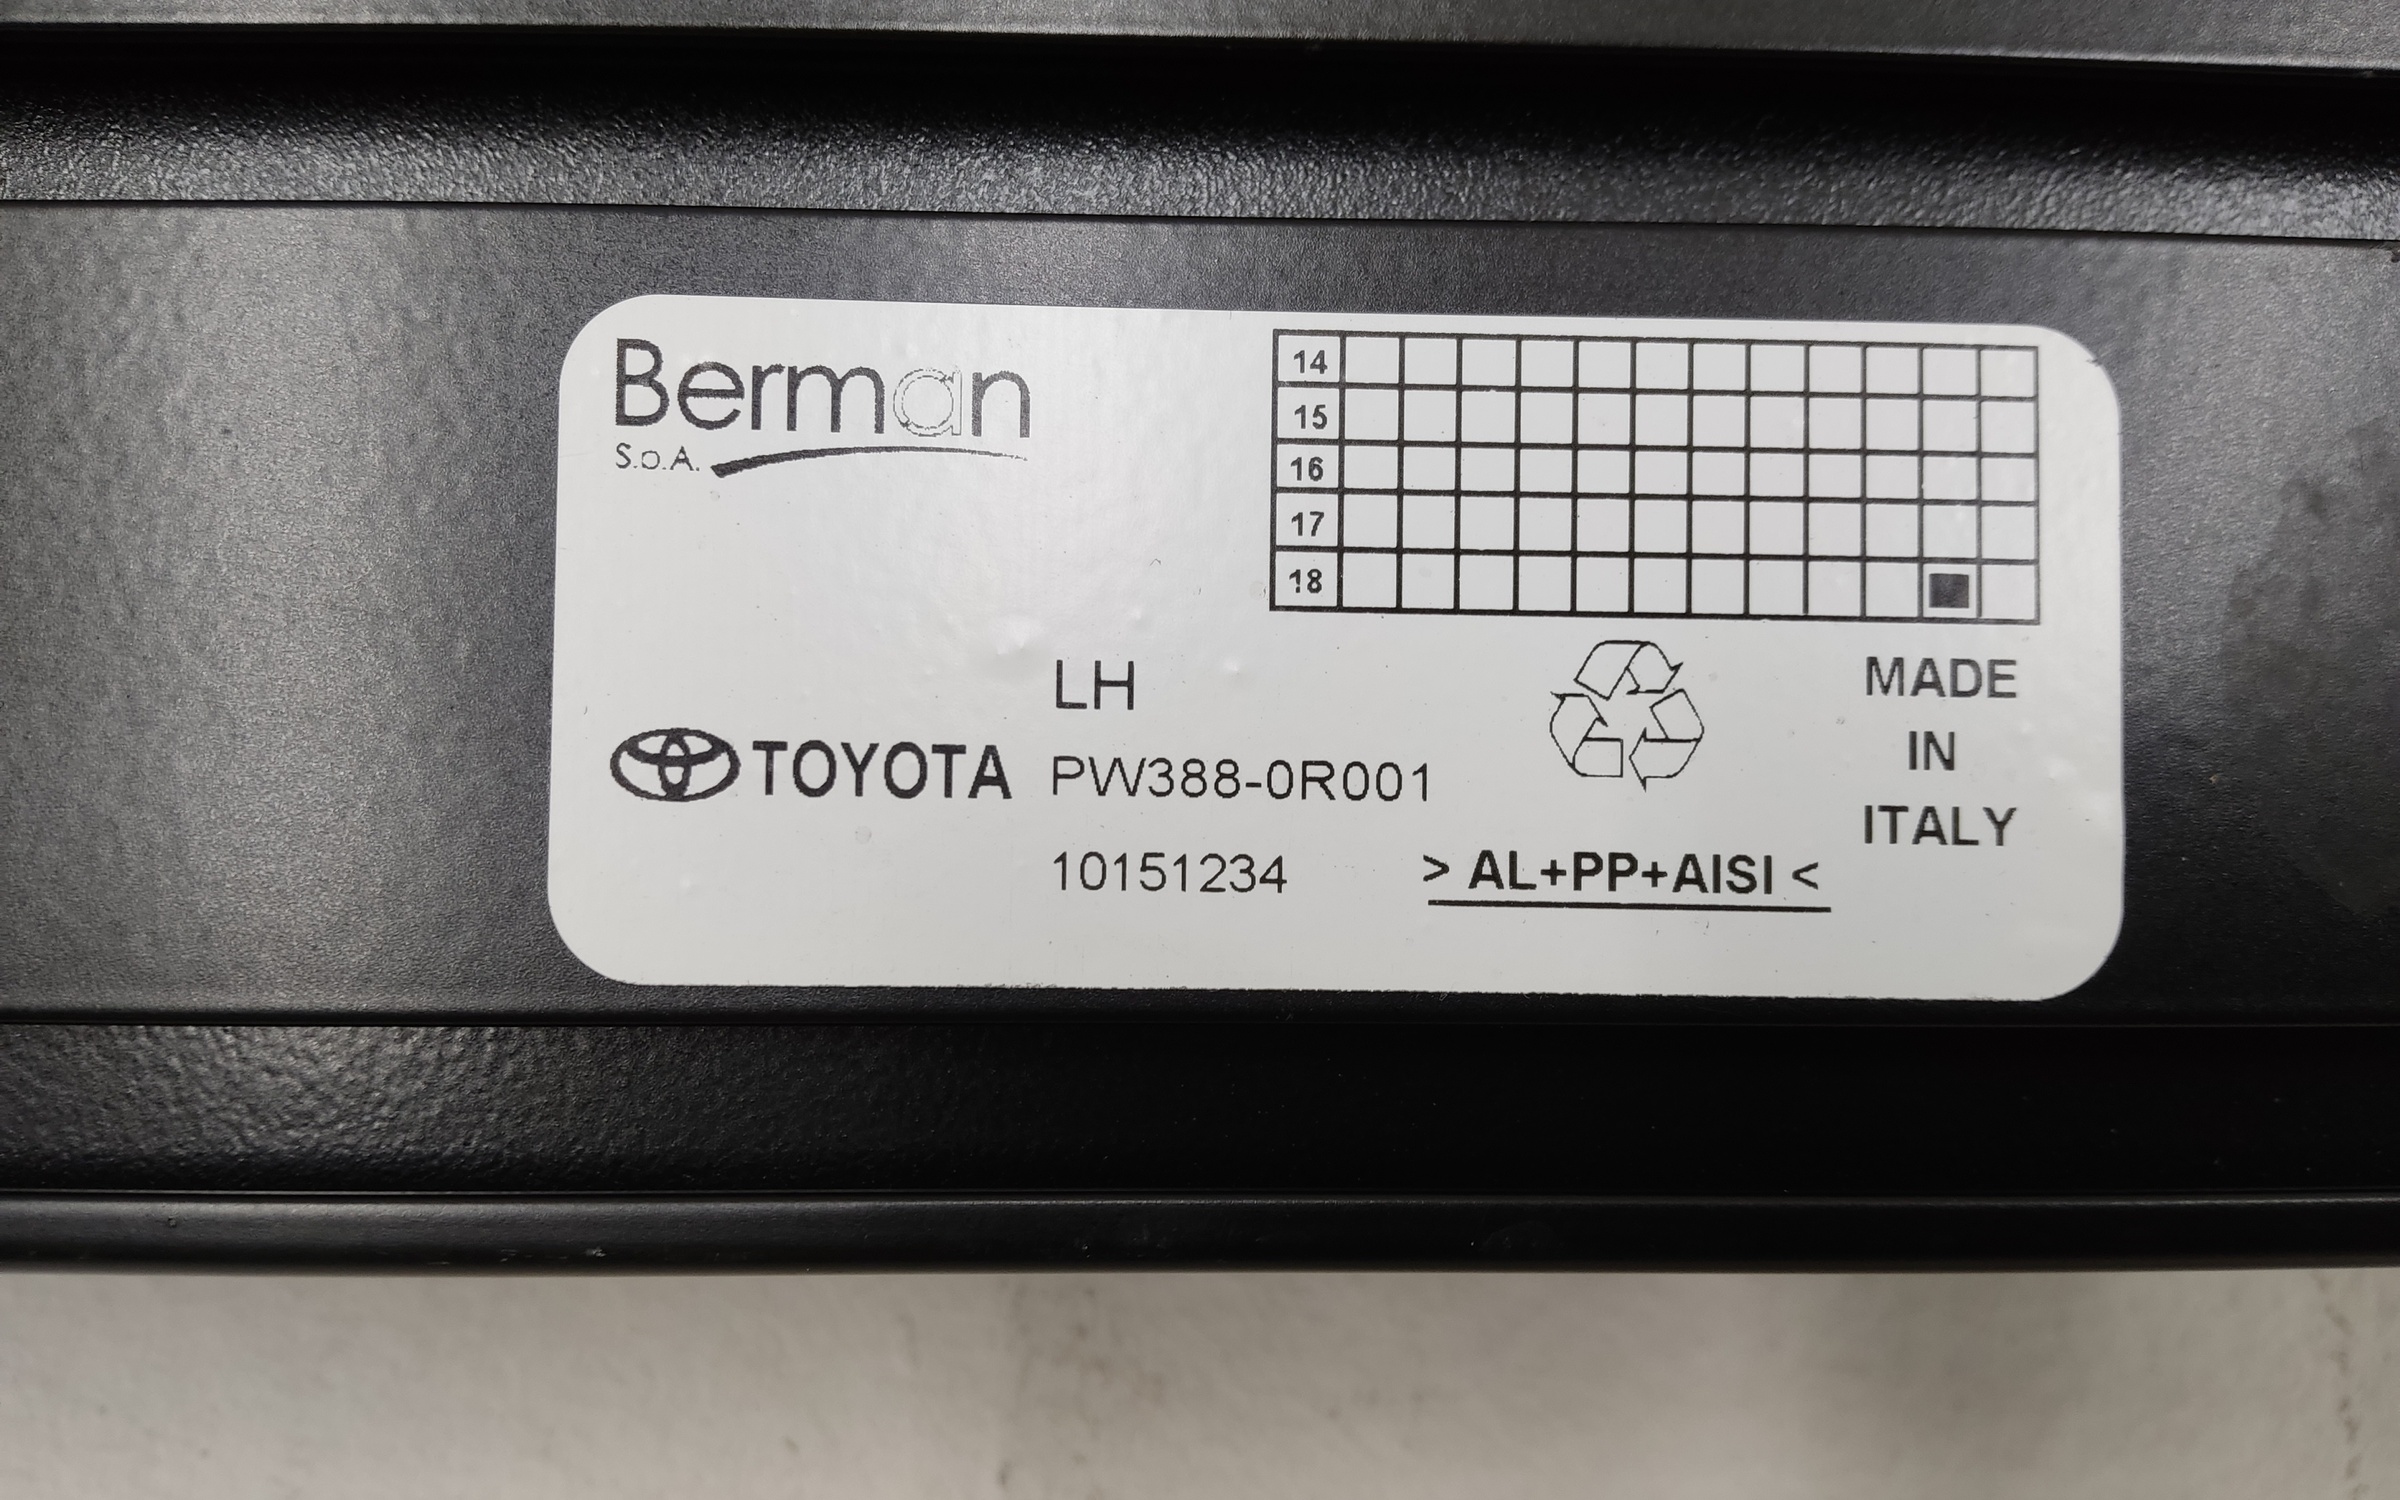 Berman
S.p.A.
14
15
16
17
18
LH
TOYOTA PW388-0R001
10151234
> AL+PP+AISI <
MADE
IN
ITALY